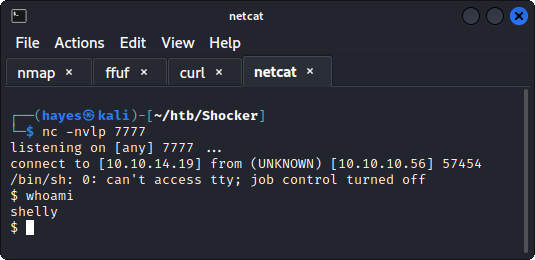 netcat
File Actions Edit View Help
nmap × ffuf × curl × netcat ×
┌──(hayes㉿kali)-[~/htb/Shocker]
└─$ nc -nvlp 7777
listening on [any] 7777 ...
connect to [10.10.14.19] from (UNKNOWN) [10.10.10.56] 57454
/bin/sh: 0: can't access tty; job control turned off
$ whoami
shelly
$